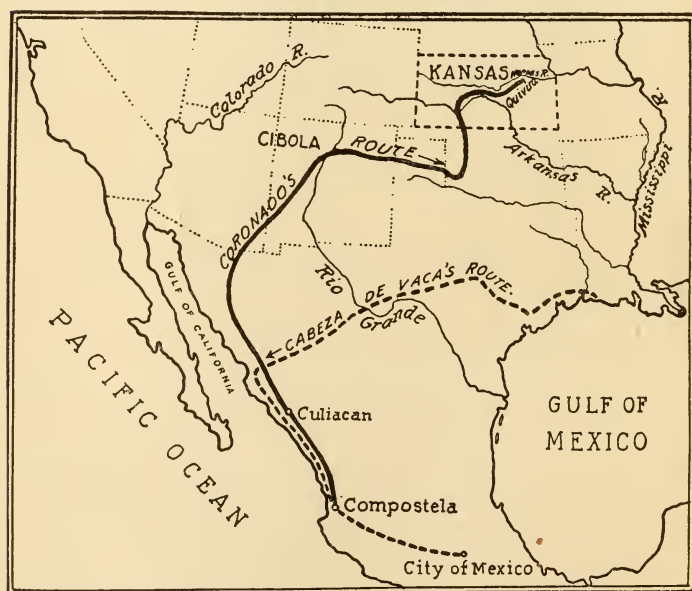 Colorado R.
KANSAS
KANSAS R.
Quivira
CIBOLA
ROUTE
Arkansas R.
Mississippi R.
CORONADO'S
GULF OF CALIFORNIA
Rio Grande
CABEZA DE VACA'S ROUTE.
PACIFIC OCEAN
Culiacan
GULF OF
MEXICO
Compostela
City of Mexico